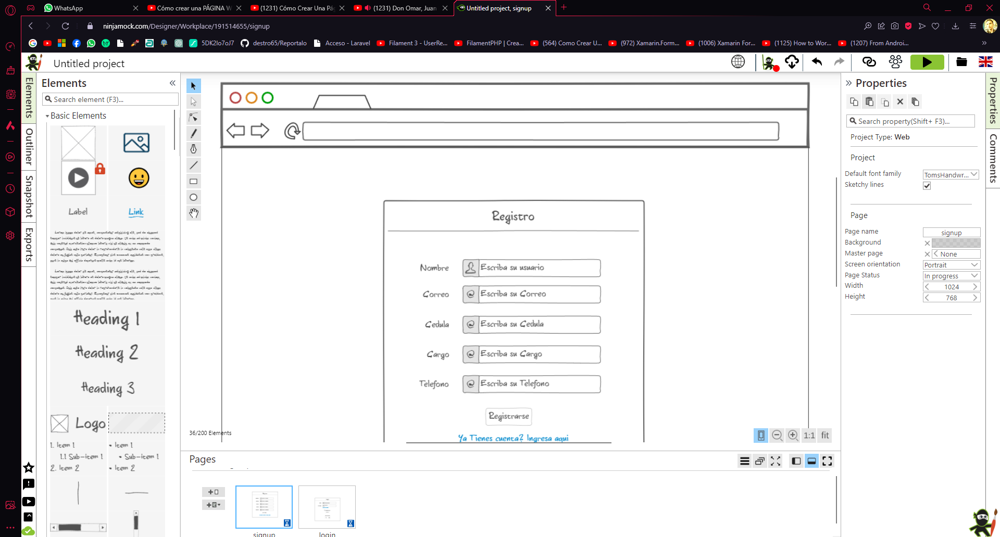 WhatsApp
Cómo crear una PÁGINA W
(1231) Cómo Crear Una Pá
(1231) Don Omar, Juan
Untitled project, signup
ninjamock.com/Designer/Workplace/191514655/signup
5DK2Io7oJ7
destro65/Reportalo
Acceso - Laravel
Filament 3 - UserRe...
FilamentPHP | Crea...
(564) Como Crear U...
(972) Xamarin.Form...
(1006) Xamarin For...
(1125) How to Wor...
(1207) From Androi...
Untitled project
Elements
Outliner
Snapshot
Exports
Elements
Search element (F3)...
Basic Elements
Label
Link
Heading 1
Heading 2
Heading 3
Logo
1. Item 1
1.1 Sub-item 1
2. Item 2
• Item 1
• Sub-item 1
• Item 2
Registro
Nombre
Escriba su usuario
Correo
Escriba su Correo
Cedula
Escriba su Cedula
Cargo
Escriba su Cargo
Telefono
Escriba su Telefono
Registrarse
Ya Tienes cuenta? Ingresa aqui
36/200 Elements
1:1
fit
Pages
signup
login
Properties
Search property(Shift+ F3)...
Project Type: Web
Project
Default font family
TomsHandwr...
Sketchy lines
Page
Page name
signup
Background
Master page
None
Screen orientation
Portrait
Page Status
In progress
Width
1024
Height
768
Properties
Comments